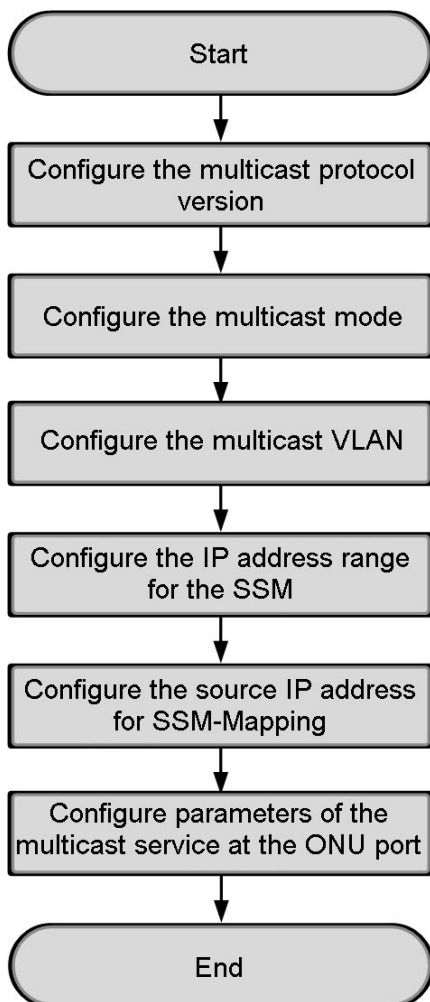 Start
Configure the multicast protocol
version
Configure the multicast mode
Configure the multicast VLAN
Configure the IP address range
for the SSM
Configure the source IP address
for SSM-Mapping
Configure parameters of the
multicast service at the ONU port
End